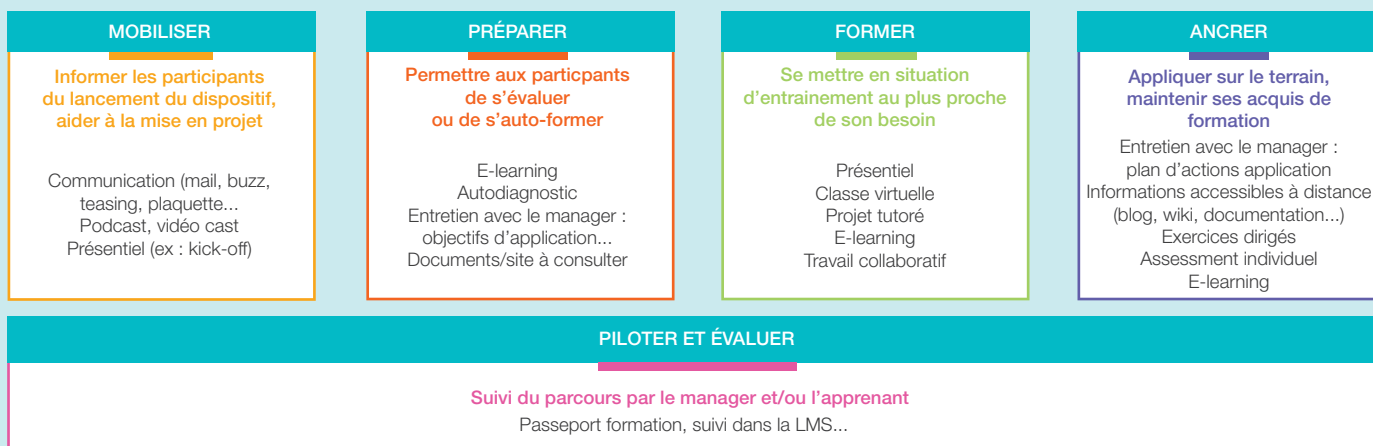 MOBILISER
Informer les participants
du lancement du dispositif,
aider à la mise en projet
Communication (mail, buzz,
teasing, plaquette...
Podcast, vidéo cast
Présentiel (ex : kick-off)
PRÉPARER
Permettre aux particpants
de s’évaluer
ou de s’auto-former
E-learning
Autodiagnostic
Entretien avec le manager :
objectifs d’application...
Documents/site à consulter
FORMER
Se mettre en situation
d’entrainement au plus proche
de son besoin
Présentiel
Classe virtuelle
Projet tutoré
E-learning
Travail collaboratif
ANCRER
Appliquer sur le terrain,
maintenir ses acquis de
formation
Entretien avec le manager :
plan d’actions application
Informations accessibles à distance
(blog, wiki, documentation...)
Exercices dirigés
Assessment individuel
E-learning
PILOTER ET ÉVALUER
Suivi du parcours par le manager et/ou l’apprenant
Passeport formation, suivi dans la LMS...